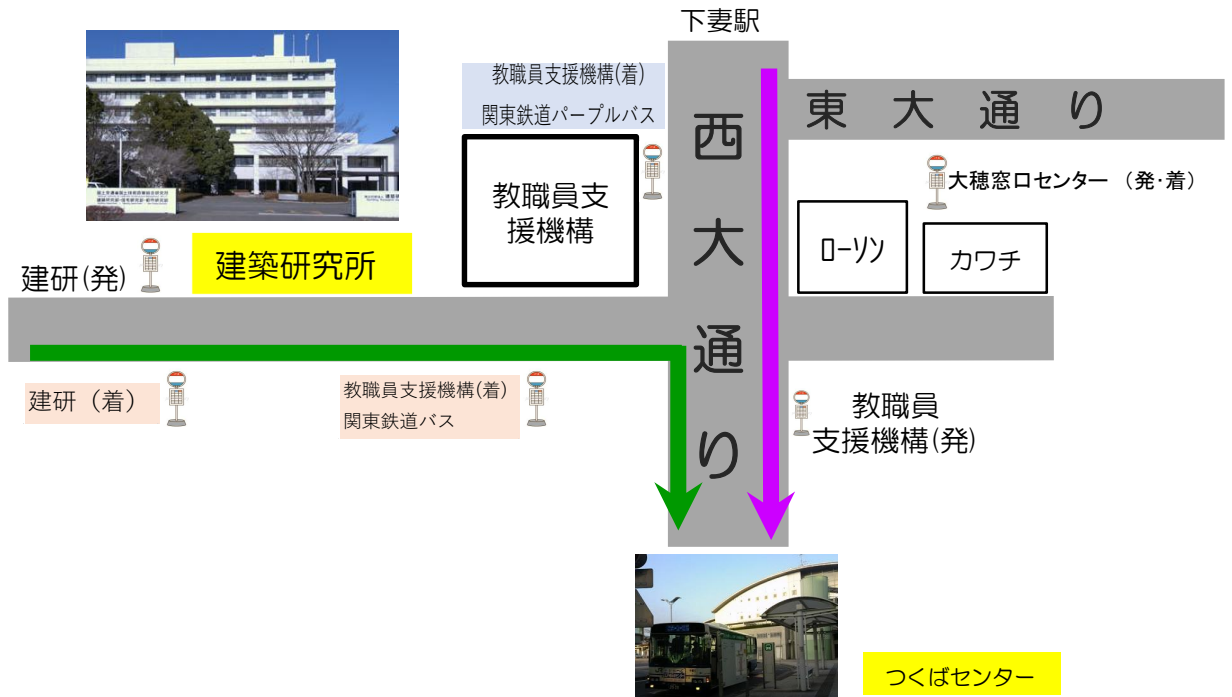 下妻駅
教職員支援機構(着)
関東鉄道パープルバス
東大通り
西大通り
教職員支
援機構
大穂窓口センター (発・着)
ローソン
カワチ
建研(発)
建築研究所
建研（着）
教職員支援機構(着)
関東鉄道バス
教職員
支援機構(発)
つくばセンター